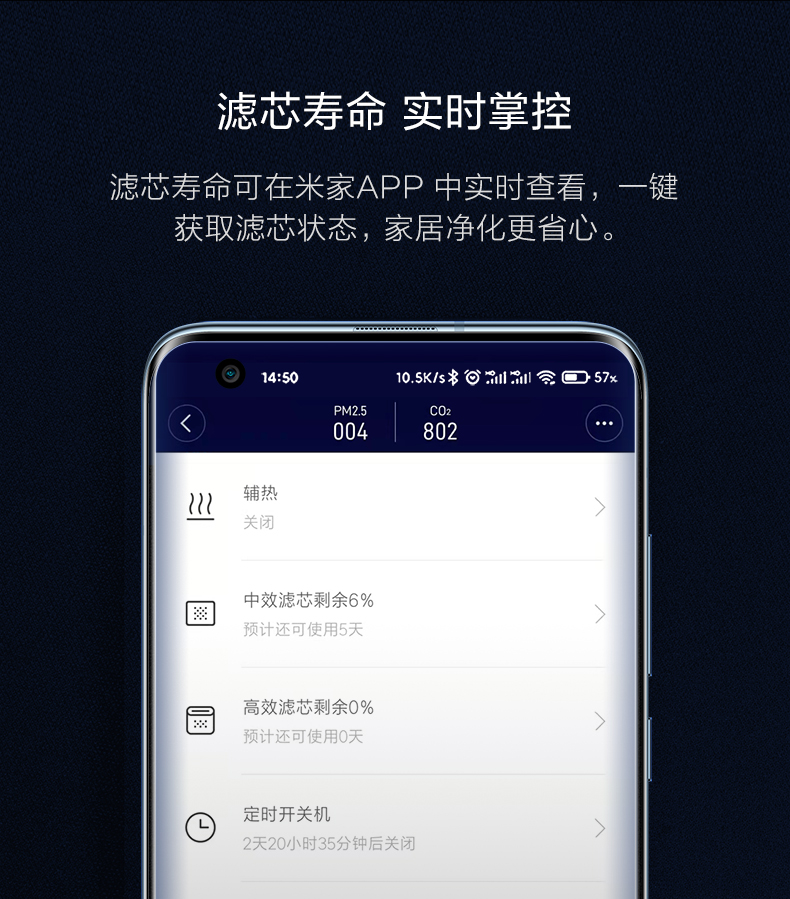 滤芯寿命 实时掌控
滤芯寿命可在米家APP 中实时查看，一键
获取滤芯状态，家居净化更省心。
14:50
10.5K/s
57%
PM2.5
CO₂
004
802
辅热
关闭
中效滤芯剩余6%
预计还可使用5天
高效滤芯剩余0%
预计还可使用0天
定时开关机
2天20小时35分钟后关闭